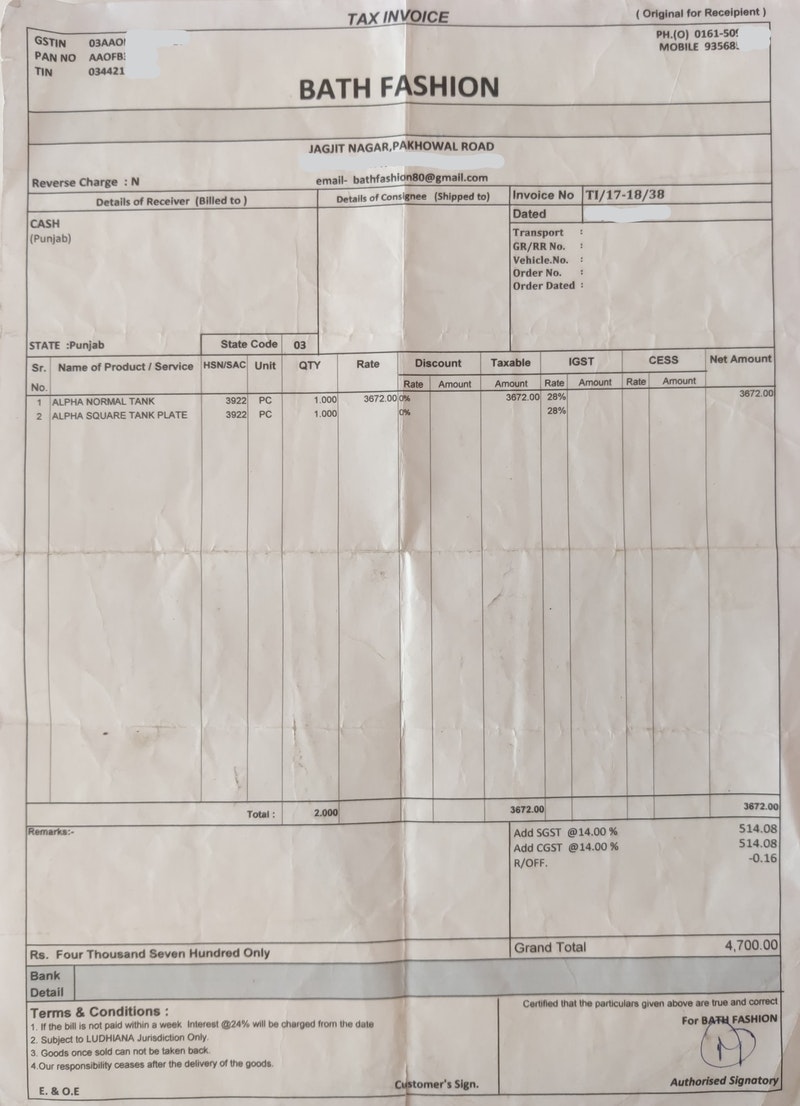 TAX INVOICE
( Original for Receipient )
GSTIN 03AAO
PAN NO AAOFB
TIN 034421
PH.(O) 0161-50
MOBILE 93568
BATH FASHION
JAGJIT NAGAR,PAKHOWAL ROAD
Reverse Charge : N
email- bathfashion80@gmail.com
Details of Receiver (Billed to )
Details of Consignee (Shipped to)
Invoice No TI/17-18/38
Dated
CASH
(Punjab)
Transport :
GR/RR No. :
Vehicle.No. :
Order No. :
Order Dated :
STATE :Punjab
State Code 03
Sr. No. Name of Product / Service HSN/SAC Unit QTY Rate Discount Taxable IGST CESS Net Amount
Rate Amount Amount Rate Amount Rate Amount
1 ALPHA NORMAL TANK 3922 PC 1.000 3672.00 0% 3672.00 28% 3672.00
2 ALPHA SQUARE TANK PLATE 3922 PC 1.000 0% 28%
Total : 2.000 3672.00 3672.00
Remarks:-
Add SGST @14.00 % 514.08
Add CGST @14.00 % 514.08
R/OFF. -0.16
Rs. Four Thousand Seven Hundred Only
Grand Total 4,700.00
Bank Detail
Terms & Conditions :
1. If the bill is not paid within a week Interest @24% will be charged from the date
2. Subject to LUDHIANA Jurisdiction Only.
3. Goods once sold can not be taken back.
4.Our responsibility ceases after the delivery of the goods.
E. & O.E
Customer's Sign.
Certified that the particulars given above are true and correct
For BATH FASHION
Authorised Signatory